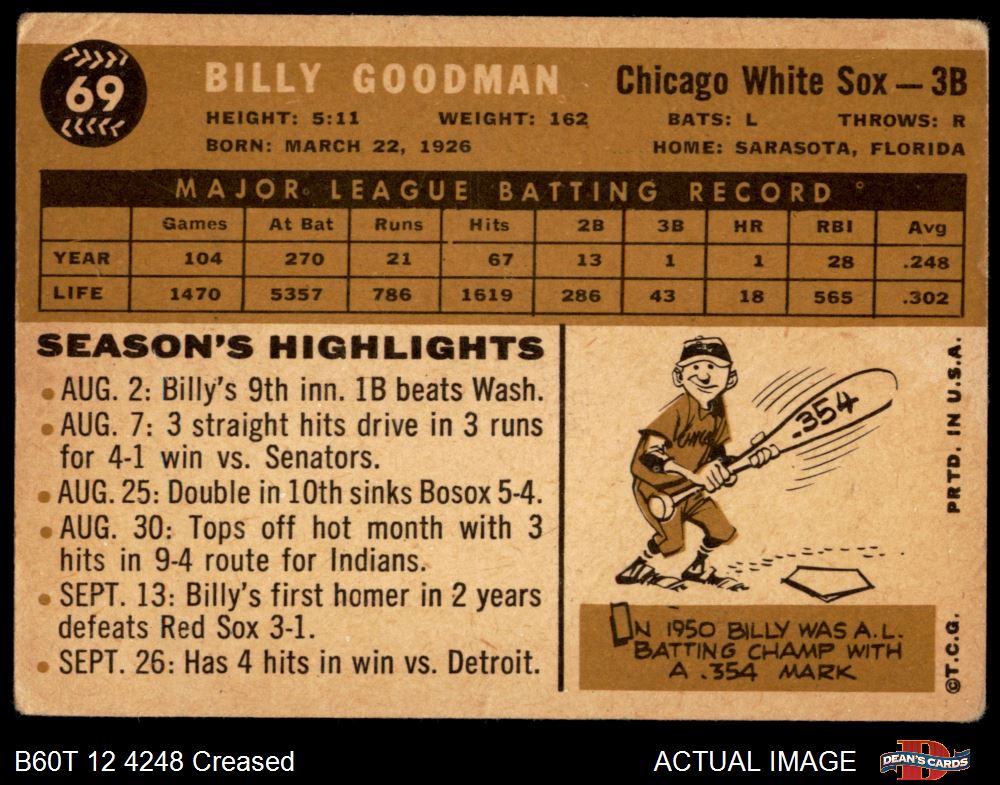 69
BILLY GOODMAN Chicago White Sox — 3B
HEIGHT: 5:11 WEIGHT: 162 BATS: L THROWS: R
BORN: MARCH 22, 1926 HOME: SARASOTA, FLORIDA
MAJOR LEAGUE BATTING RECORD
Games At Bat Runs Hits 2B 3B HR RBI Avg
YEAR 104 270 21 67 13 1 1 28 .248
LIFE 1470 5357 786 1619 286 43 18 565 .302
SEASON'S HIGHLIGHTS
• AUG. 2: Billy's 9th inn. 1B beats Wash.
• AUG. 7: 3 straight hits drive in 3 runs
for 4-1 win vs. Senators.
• AUG. 25: Double in 10th sinks Bosox 5-4.
• AUG. 30: Tops off hot month with 3
hits in 9-4 route for Indians.
• SEPT. 13: Billy's first homer in 2 years
defeats Red Sox 3-1.
• SEPT. 26: Has 4 hits in win vs. Detroit.
.354
IN 1950 BILLY WAS A.L.
BATTING CHAMP WITH
A .354 MARK
PRTD. IN U.S.A.
©T.C.G.
B60T 12 4248 Creased ACTUAL IMAGE
DEAN'S CARDS